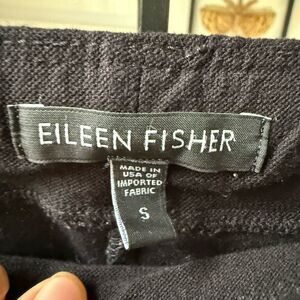 EILEEN FISHER
MADE IN
USA OF
IMPORTED
FABRIC
S